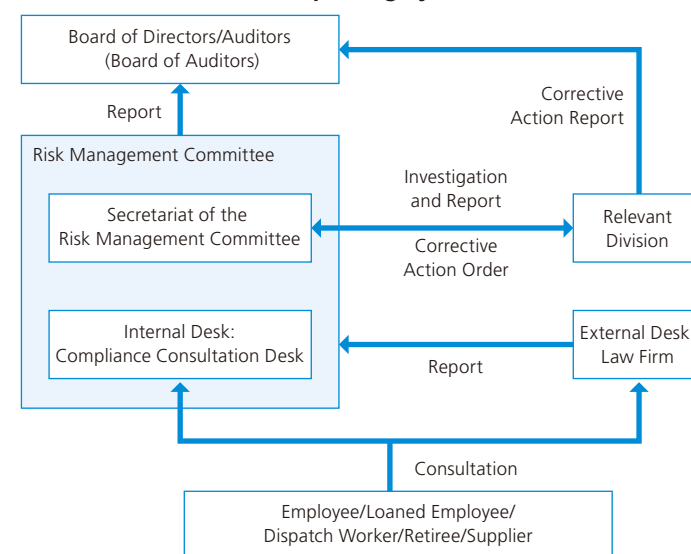 Board of Directors/Auditors
(Board of Auditors)
Report
Corrective
Action Report
Risk Management Committee
Secretariat of the
Risk Management Committee
Investigation
and Report
Corrective
Action Order
Relevant
Division
Internal Desk:
Compliance Consultation Desk
Report
External Desk
Law Firm
Consultation
Employee/Loaned Employee/
Dispatch Worker/Retiree/Supplier